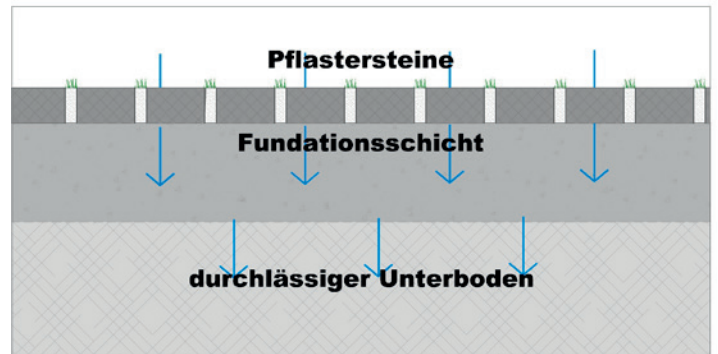 Pflastersteine
Fundationsschicht
durchlässiger Unterboden